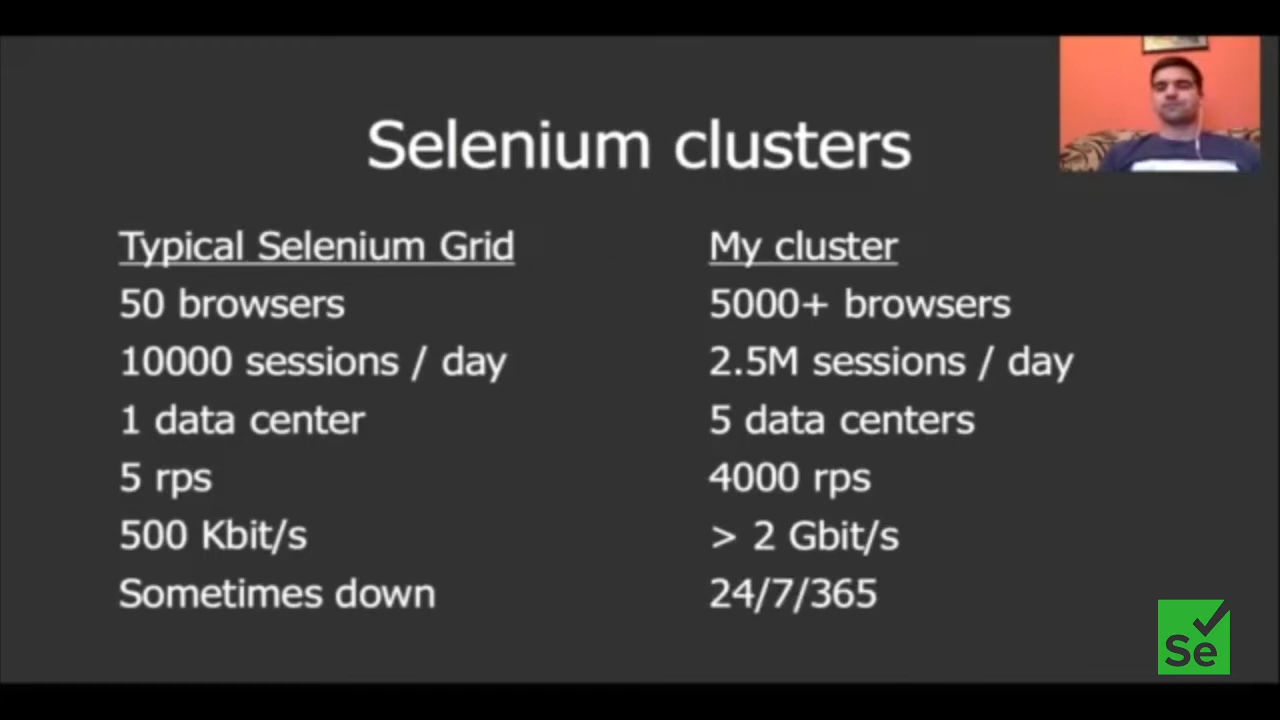 Selenium clusters
Typical Selenium Grid
50 browsers
10000 sessions / day
1 data center
5 rps
500 Kbit/s
Sometimes down
My cluster
5000+ browsers
2.5M sessions / day
5 data centers
4000 rps
> 2 Gbit/s
24/7/365
Se